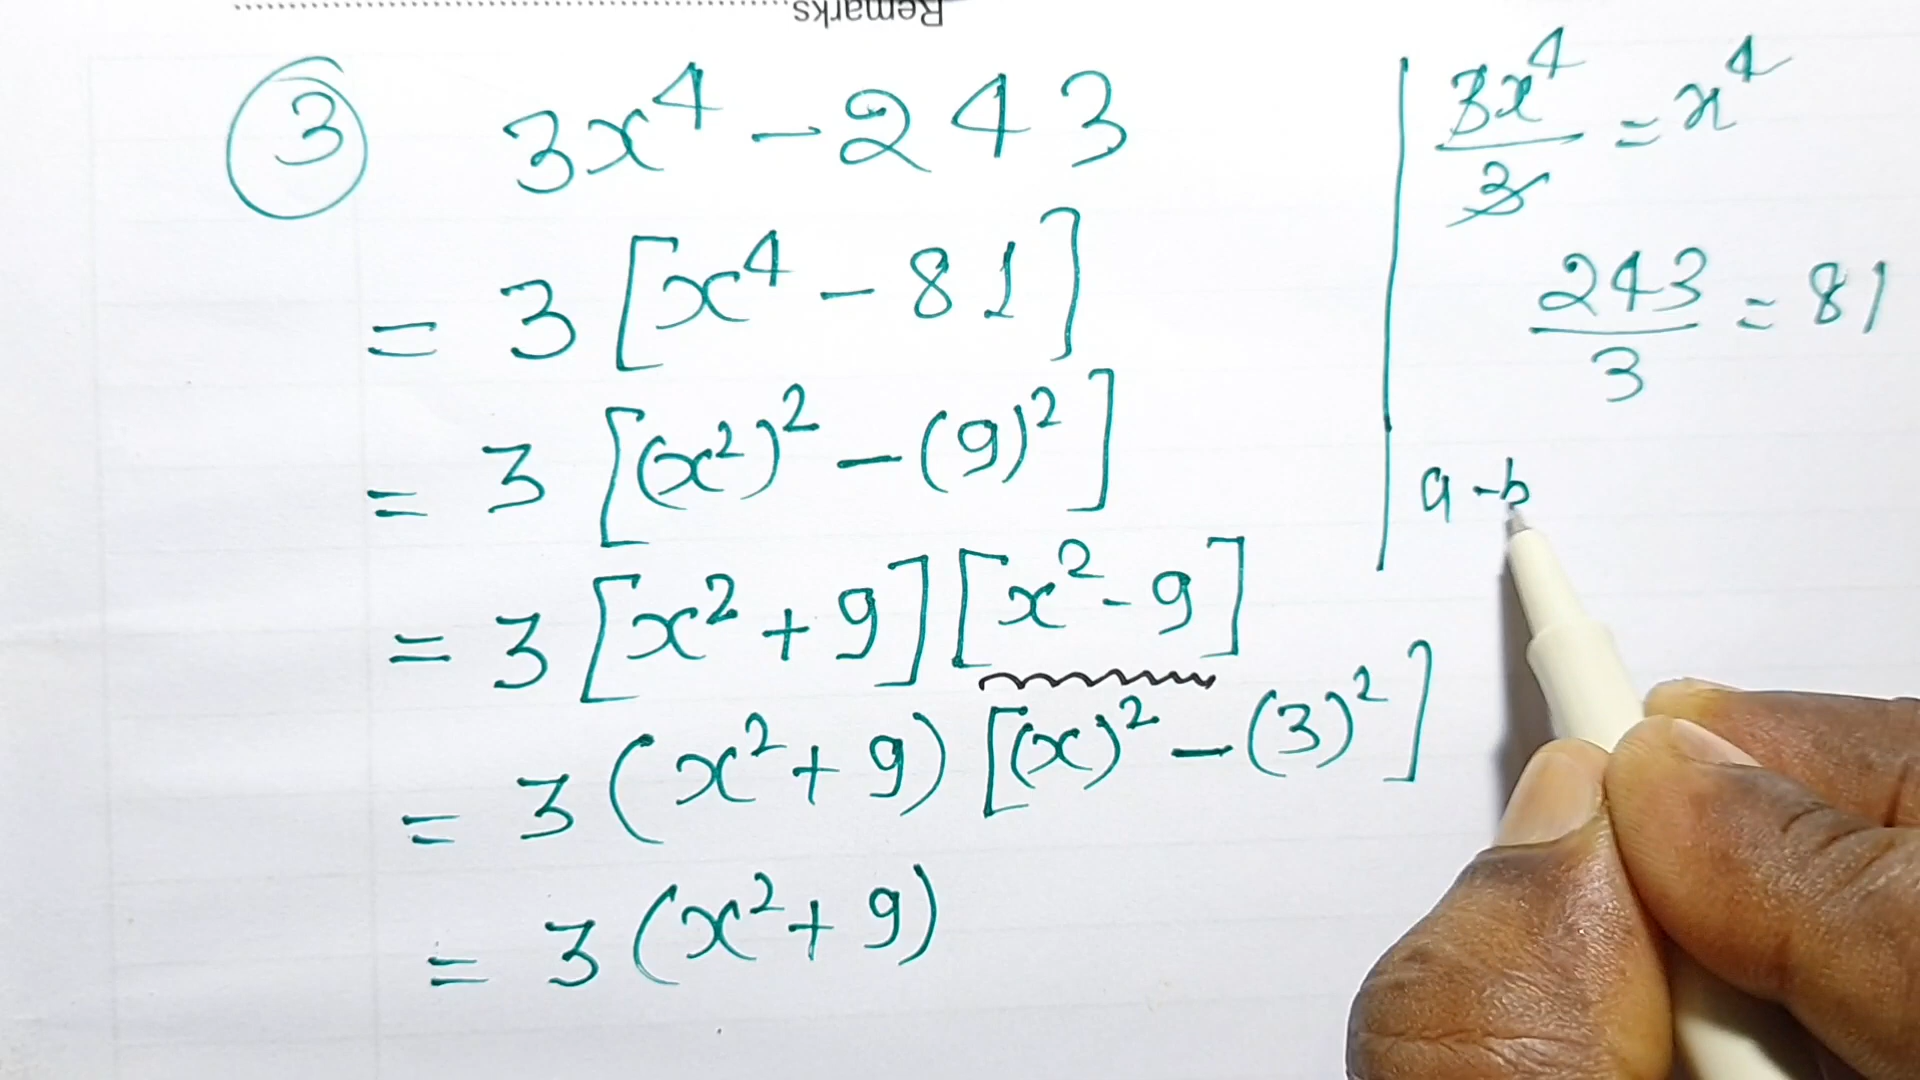 Remarks
③ 3x⁴ - 243
= 3 [x⁴ - 81]
= 3 [(x²)² - (9)²]
= 3 [x² + 9] [x² - 9]
= 3 (x² + 9) [(x)² - (3)²]
= 3 (x² + 9)
3x⁴/3 = x⁴
243/3 = 81
a - b